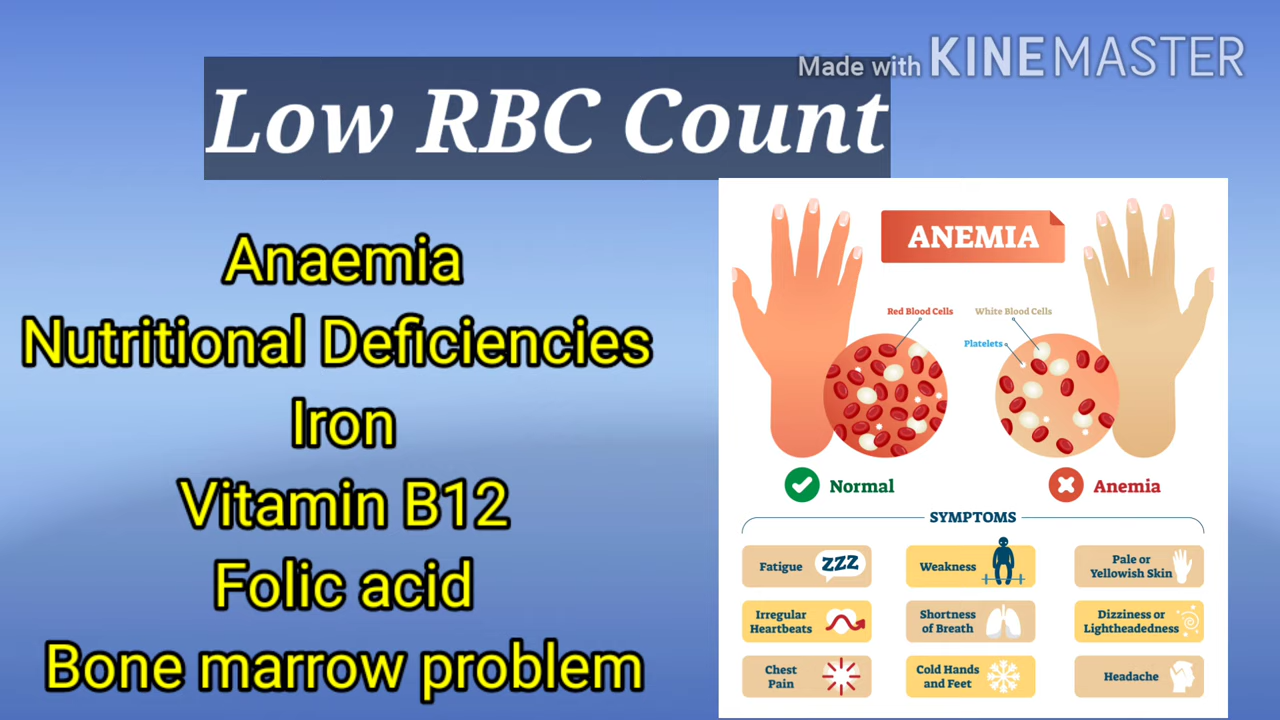 Made with KINEMASTER
Low RBC Count
Anaemia
Nutritional Deficiencies
Iron
Vitamin B12
Folic acid
Bone marrow problem
ANEMIA
Red Blood Cells
White Blood Cells
Platelets
Normal
Anemia
SYMPTOMS
Fatigue
ZZZ
Weakness
Pale or
Yellowish Skin
Irregular
Heartbeats
Shortness
of Breath
Dizziness or
Lightheadedness
Chest
Pain
Cold Hands
and Feet
Headache